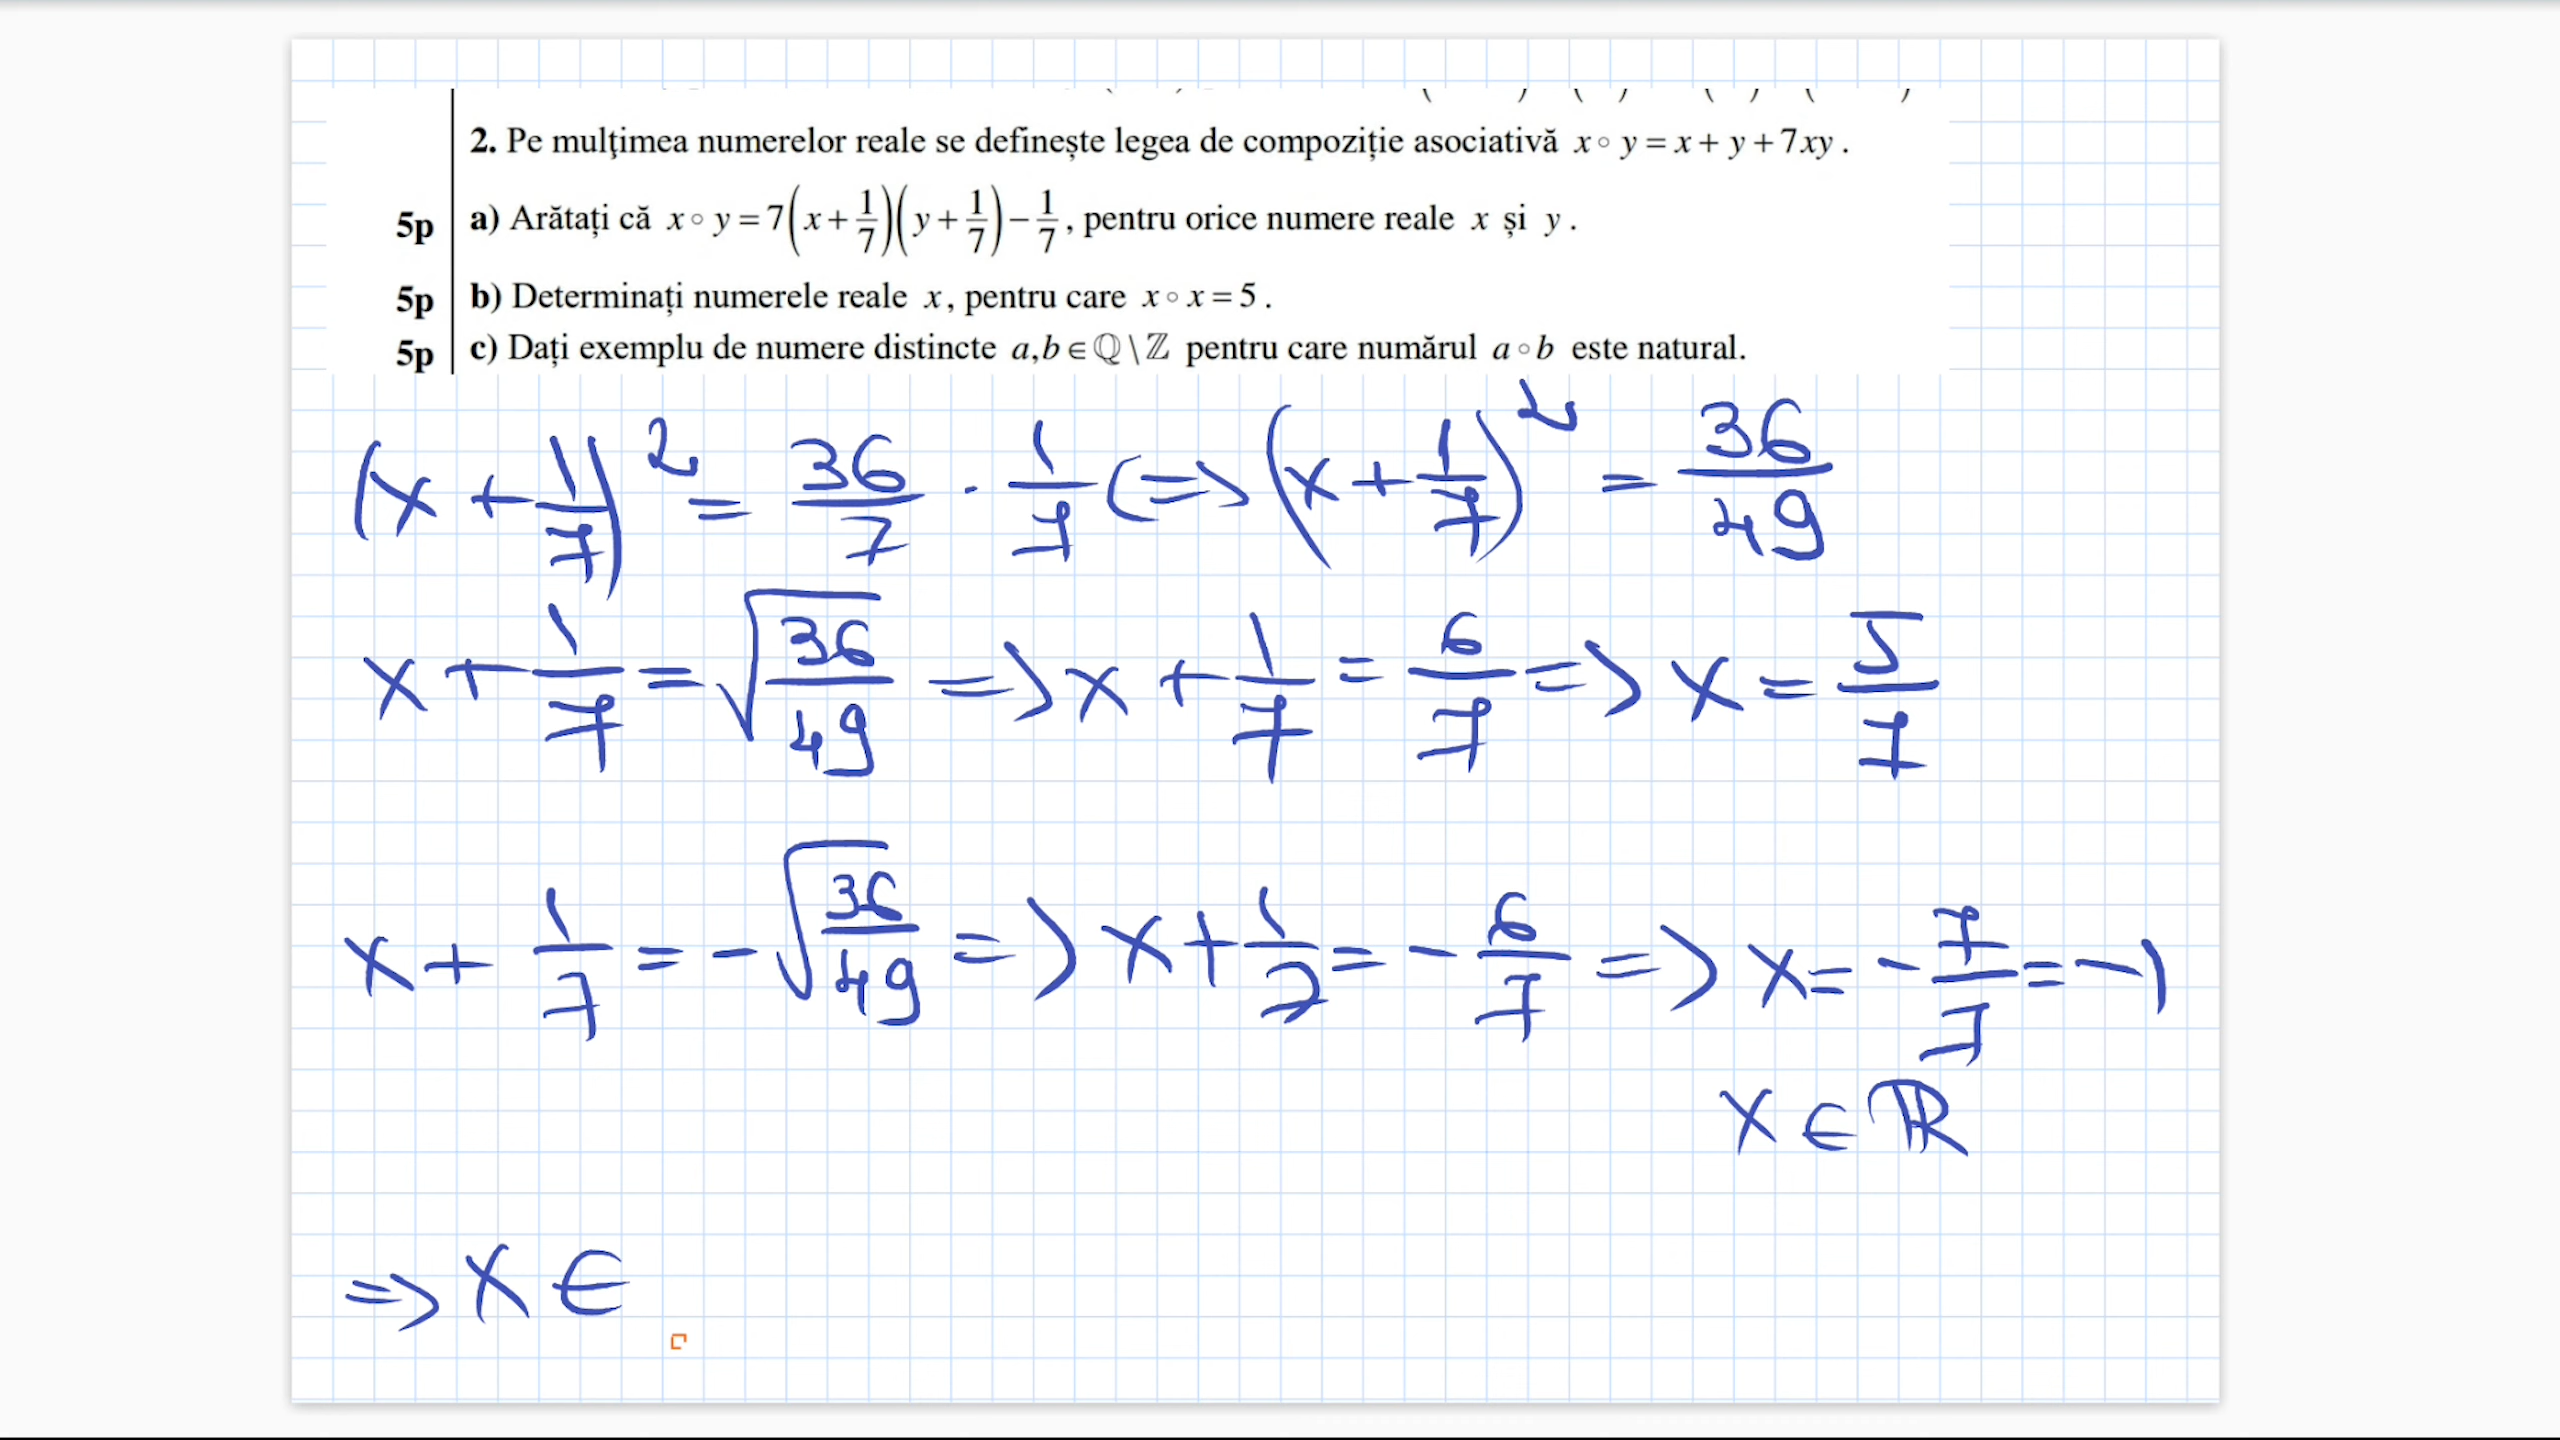 2. Pe mulţimea numerelor reale se defineşte legea de compoziţie asociativă x∘y = x + y + 7xy.
5p a) Arătaţi că x∘y = 7(x + 1/7)(y + 1/7) − 1/7, pentru orice numere reale x şi y.
5p b) Determinaţi numerele reale x, pentru care x∘x = 5.
5p c) Daţi exemplu de numere distincte a,b ∈ ℚ \ ℤ pentru care numărul a∘b este natural.
(x + 1/7)² = 36/7 · 1/7 (=> (x + 1/7)² = 36/49
x + 1/7 = √(36/49) => x + 1/7 = 6/7 => x = 5/7
x + 1/7 = −√(36/49) => x + 1/7 = −6/7 => x = −7/7 = −1
x ∈ ℝ
=> x ∈